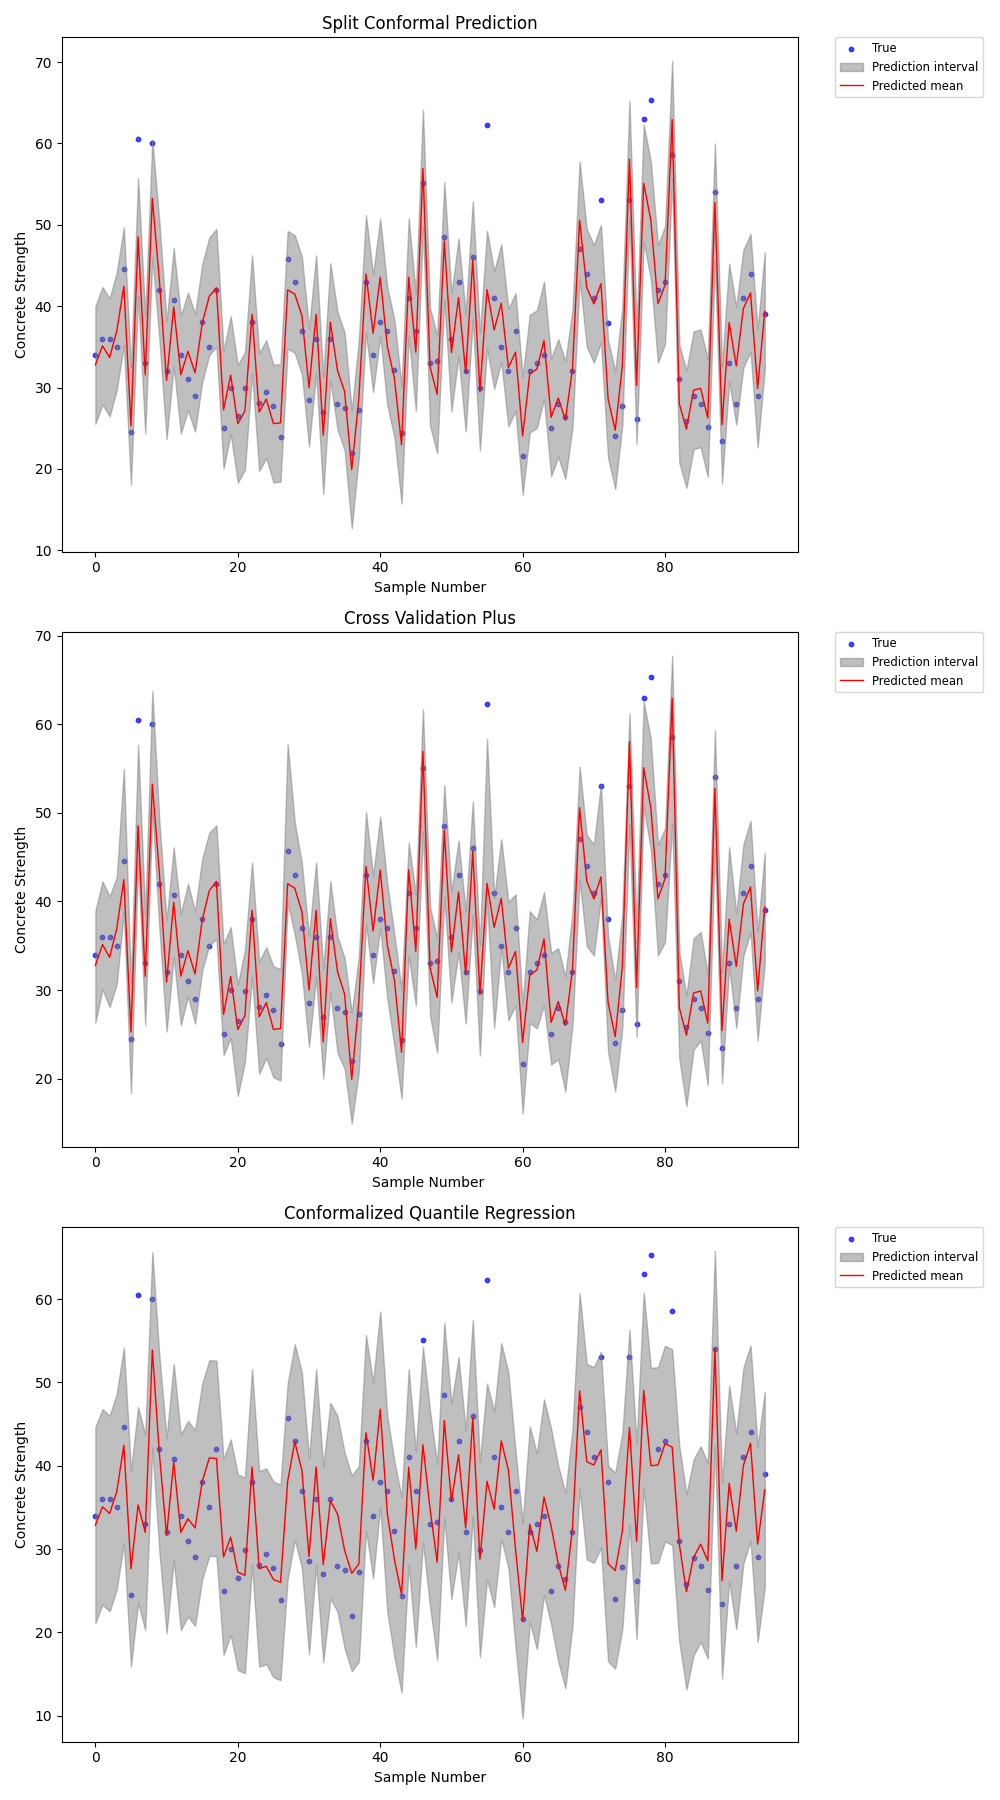 Split Conformal Prediction
True
Prediction interval
Predicted mean
70
60
50
40
30
20
10
Concrete Strength
0 20 40 60 80
Sample Number
Cross Validation Plus
True
Prediction interval
Predicted mean
70
60
50
40
30
20
Concrete Strength
0 20 40 60 80
Sample Number
Conformalized Quantile Regression
True
Prediction interval
Predicted mean
60
50
40
30
20
10
Concrete Strength
0 20 40 60 80
Sample Number